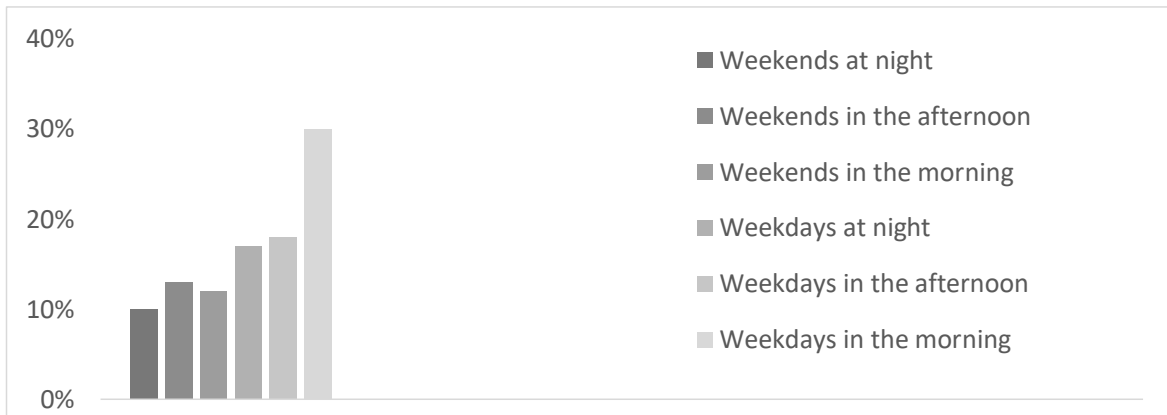 40%
30%
20%
10%
0%
Weekends at night
Weekends in the afternoon
Weekends in the morning
Weekdays at night
Weekdays in the afternoon
Weekdays in the morning